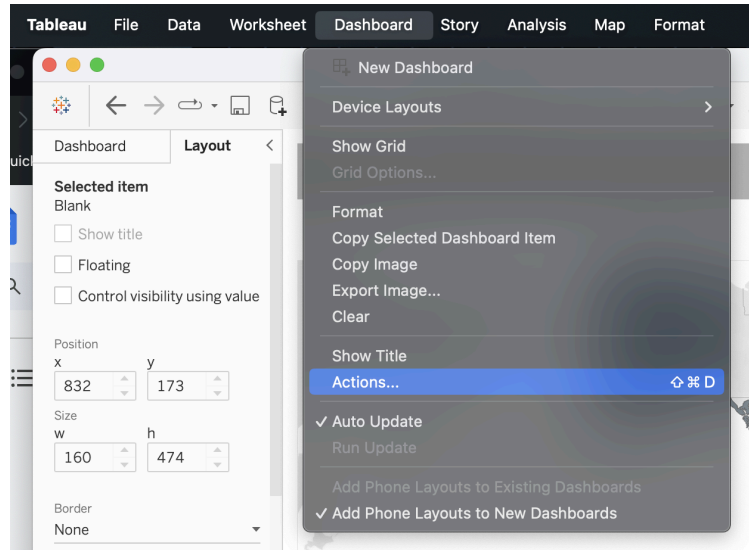 Tableau File Data Worksheet Dashboard Story Analysis Map Format
New Dashboard
Device Layouts
Show Grid
Grid Options...
Format
Copy Selected Dashboard Item
Copy Image
Export Image...
Clear
Show Title
Actions... ⇧⌘D
✓ Auto Update
Run Update
Add Phone Layouts to Existing Dashboards
✓ Add Phone Layouts to New Dashboards
Dashboard Layout
Selected item
Blank
Show title
Floating
Control visibility using value
Position
x y
832 173
Size
w h
160 474
Border
None